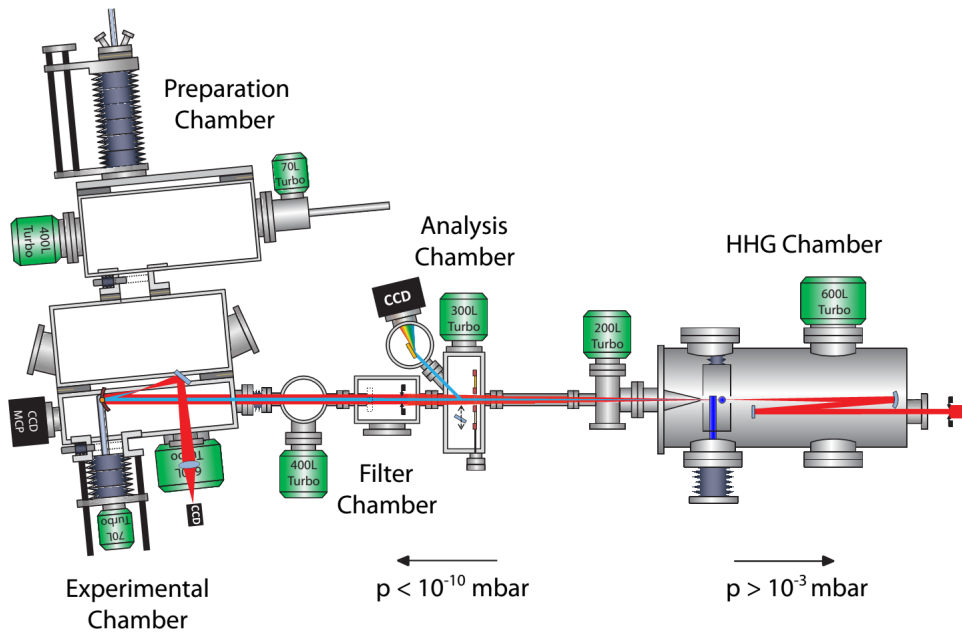 Preparation
Chamber
70L
Turbo
400L
Turbo
Analysis
Chamber
CCD
300L
Turbo
HHG Chamber
600L
Turbo
200L
Turbo
CCD
MCP
Turbo
400L
Turbo
Filter
Chamber
CCD
70L
Turbo
Experimental
Chamber
p < 10⁻¹⁰ mbar
p > 10⁻³ mbar